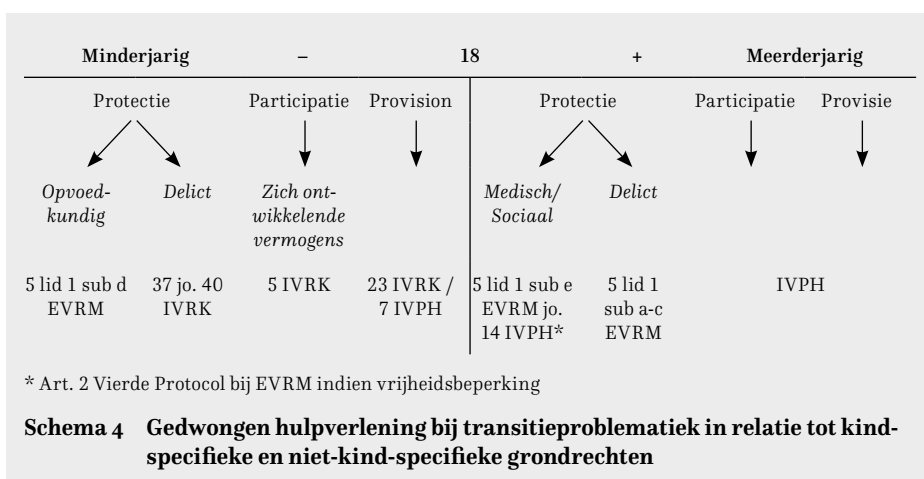 Minderjarig – 18 + Meerderjarig
Protectie Participatie Provision Protectie Participatie Provisie
Opvoed- Delict Zich ont- Medisch/ Delict
kundig wikkelende Sociaal
vermogens
5 lid 1 sub d 37 jo. 40 5 IVRK 23 IVRK / 5 lid 1 sub e 5 lid 1 IVPH
EVRM IVRK 7 IVPH EVRM jo. sub a-c
14 IVPH* EVRM
* Art. 2 Vierde Protocol bij EVRM indien vrijheidsbeperking
Schema 4 Gedwongen hulpverlening bij transitieproblematiek in relatie tot kind-
specifieke en niet-kind-specifieke grondrechten